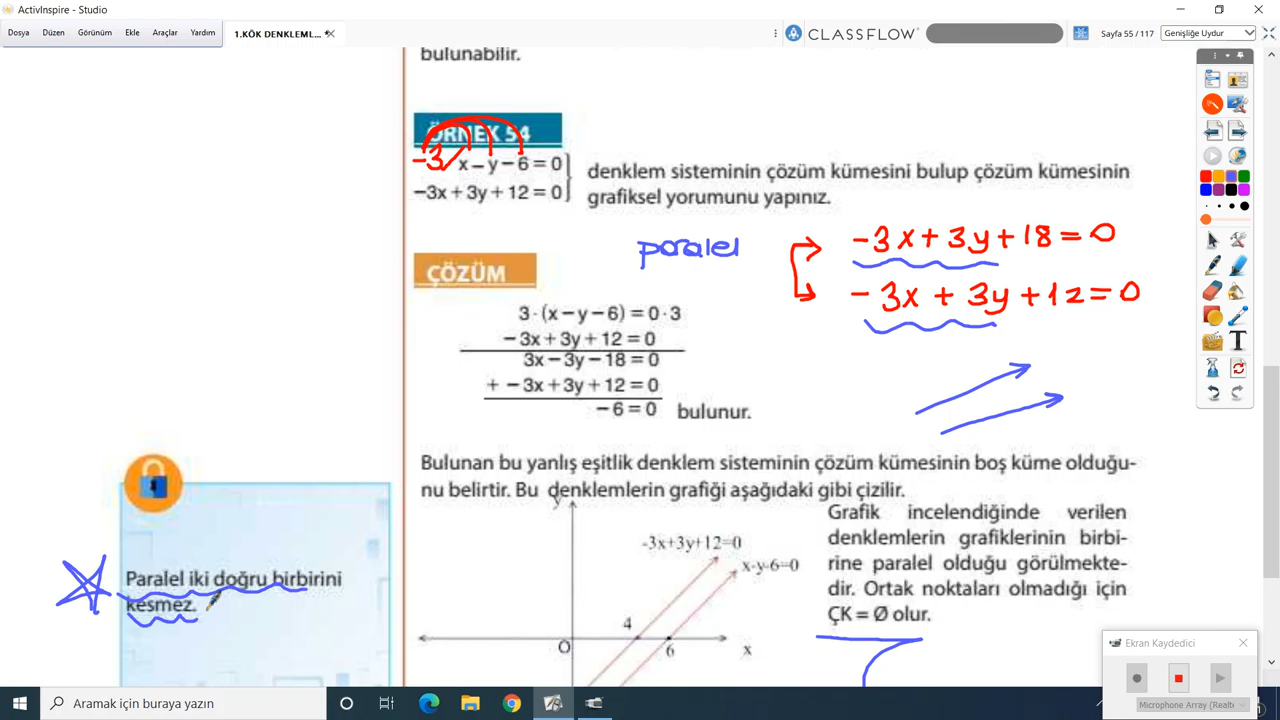 ActivInspire - Studio
Dosya Düzen Görünüm Ekle Araçlar Yardım
1.KÖK DENKLEML...
CLASSFLOW
Sayfa 55 / 117
Genişliğe Uydur
bulunabilir.
ÖRNEK 54
-3
x – y – 6 = 0
–3x + 3y + 12 = 0
denklem sisteminin çözüm kümesini bulup çözüm kümesinin
grafiksel yorumunu yapınız.
paralel
-3x + 3y + 18 = 0
-3x + 3y + 12 = 0
ÇÖZÜM
3 · (x – y – 6) = 0 · 3
– 3x + 3y + 12 = 0
3x – 3y – 18 = 0
+ – 3x + 3y + 12 = 0
– 6 = 0 bulunur.
Bulunan bu yanlış eşitlik denklem sisteminin çözüm kümesinin boş küme olduğu-
nu belirtir. Bu denklemlerin grafiği aşağıdaki gibi çizilir.
y
-3x+3y+12=0
x-y-6=0
4
O
6
x
Grafik incelendiğinde verilen
denklemlerin grafiklerinin birbi-
rine paralel olduğu görülmekte-
dir. Ortak noktaları olmadığı için
ÇK = Ø olur.
Paralel iki doğru birbirini
kesmez.
Ekran Kaydedici
Microphone Array (Realte
Aramak için buraya yazın